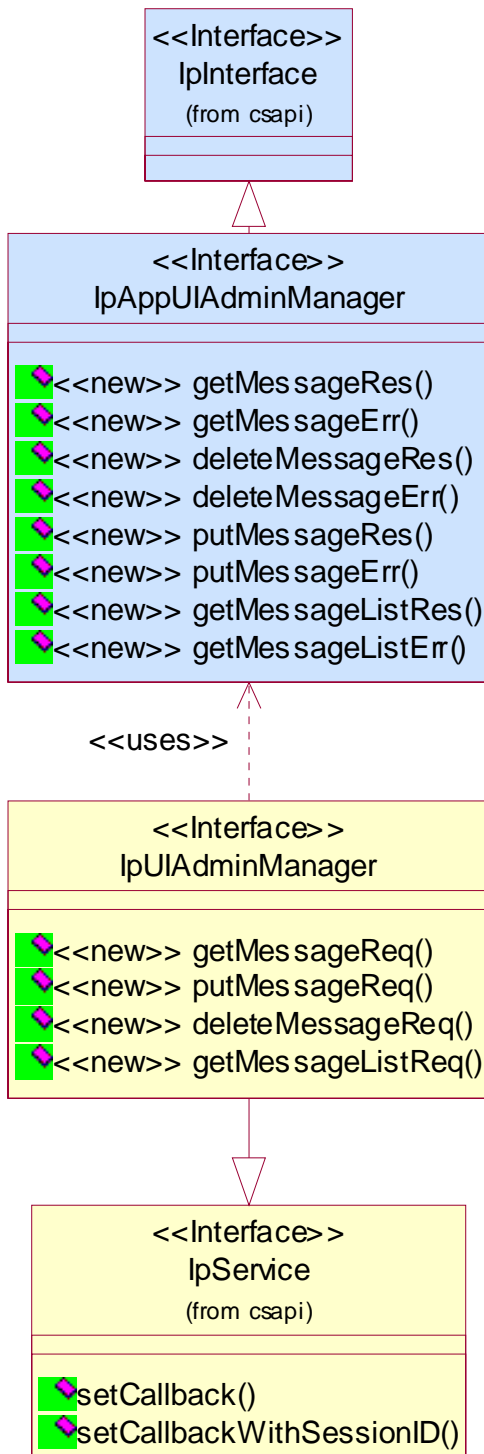 <<Interface>>
IpInterface
(from csapi)
<<Interface>>
IpAppUIAdminManager
<<new>> getMessageRes()
<<new>> getMessageErr()
<<new>> deleteMessageRes()
<<new>> deleteMessageErr()
<<new>> putMessageRes()
<<new>> putMessageErr()
<<new>> getMessageListRes()
<<new>> getMessageListErr()
<<uses>>
<<Interface>>
IpUIAdminManager
<<new>> getMessageReq()
<<new>> putMessageReq()
<<new>> deleteMessageReq()
<<new>> getMessageListReq()
<<Interface>>
IpService
(from csapi)
setCallback()
setCallbackWithSessionID()